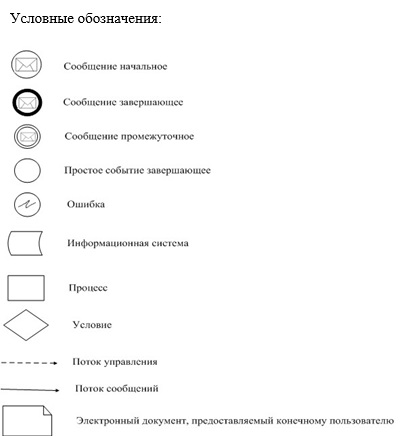 Условные обозначения:
Сообщение начальное
Сообщение завершающее
Сообщение промежуточное
Простое событие завершающее
Ошибка
Информационная система
Процесс
Условие
Поток управления
Поток сообщений
Электронный документ, предоставляемый конечному пользователю